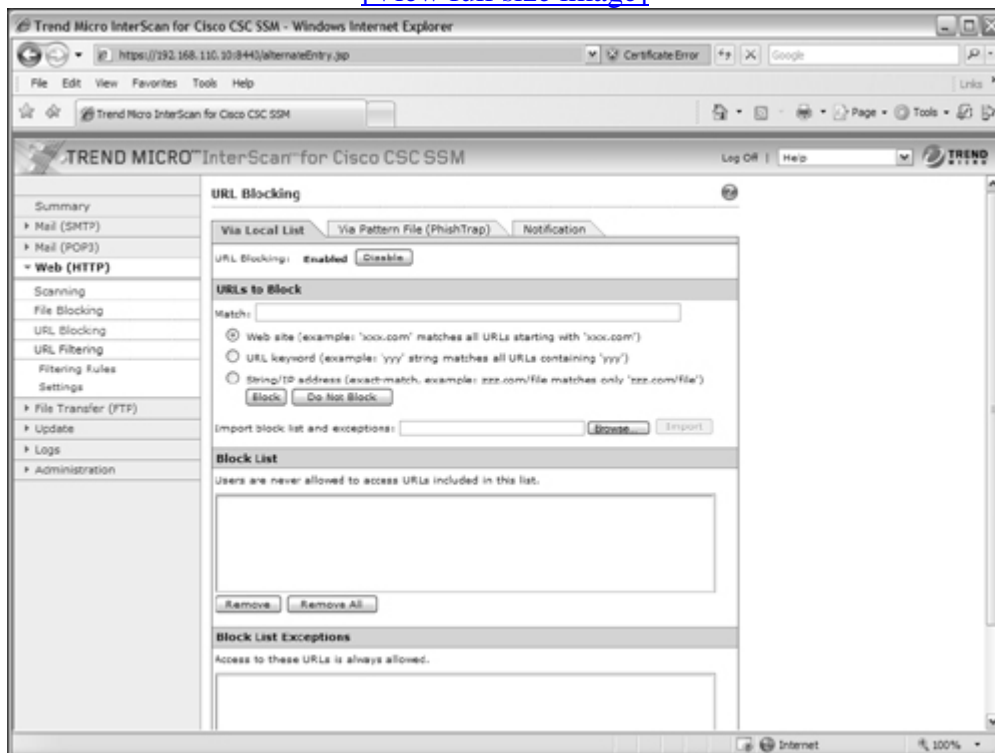 [View full size image]
Trend Micro InterScan for Cisco CSC SSM - Windows Internet Explorer
https://192.168.110.10:8443/alternateEntry.jsp
Certificate Error
Google
File Edit View Favorites Tools Help
Links
Trend Micro InterScan for Cisco CSC SSM
Page
Tools
TREND MICRO™ InterScan™ for Cisco CSC SSM
Log Off | Help
TREND MICRO
URL Blocking
Summary
Mail (SMTP)
Mail (POP3)
Web (HTTP)
Scanning
File Blocking
URL Blocking
URL Filtering
Filtering Rules
Settings
File Transfer (FTP)
Update
Logs
Administration
Via Local List
Via Pattern File (PhishTrap)
Notification
URL Blocking: Enabled Disable
URLs to Block
Match:
Web site (example: 'xxx.com' matches all URLs starting with 'xxx.com')
URL keyword (example: 'yyy' string matches all URLs containing 'yyy')
String/IP address (exact-match, example: zzz.com/file matches only 'zzz.com/file')
Block Do Not Block
Import block list and exceptions: Browse... Import
Block List
Users are never allowed to access URLs included in this list.
Remove Remove All
Block List Exceptions
Access to these URLs is always allowed.
Internet
100%